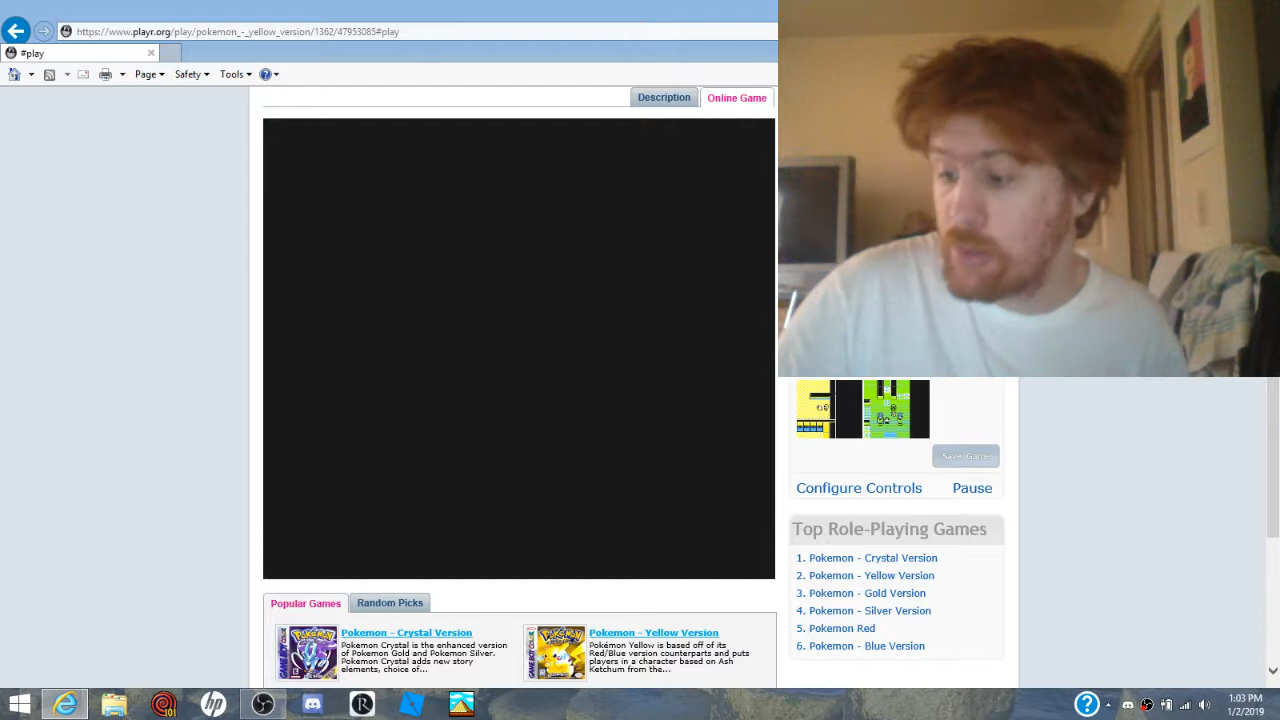 https://www.playr.org/play/pokemon_-_yellow_version/1362/47953085#play
#play
Page
Safety
Tools
Description
Online Game
Save Game
Configure Controls
Pause
Top Role-Playing Games
1. Pokemon - Crystal Version
2. Pokemon - Yellow Version
3. Pokemon - Gold Version
4. Pokemon - Silver Version
5. Pokemon Red
6. Pokemon - Blue Version
Popular Games
Random Picks
Pokemon - Crystal Version
Pokemon Crystal is the enhanced version
of Pokemon Gold and Pokemon Silver.
Pokemon Crystal adds new story
elements, choice of...
Pokemon - Yellow Version
Pokémon Yellow is based off of its
Red/Blue version counterparts and puts
players in a character based on Ash
Ketchum from the...
101
hp
R
1:03 PM
1/2/2019